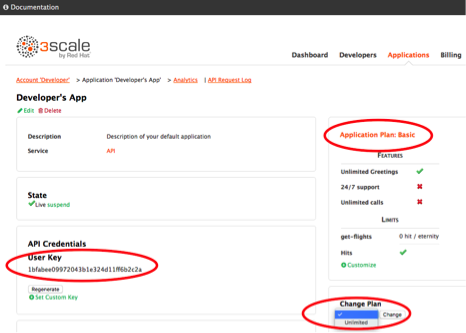 Documentation
3scale
by Red Hat
Dashboard Developers Applications Billing
Account 'Developer' > Application 'Developer's App' > Analytics | API Request Log
Developer's App
Edit Delete
Description Description of your default application
Service API
State
Live suspend
API Credentials
User Key
1bfabee09972043b1e324d11ff6b2c2a
Regenerate
Set Custom Key
Application Plan: Basic
FEATURES
Unlimited Greetings
24/7 support
Unlimited calls
LIMITS
get-flights 0 hit / eternity
Hits
Customize
Change Plan
Change
Unlimited